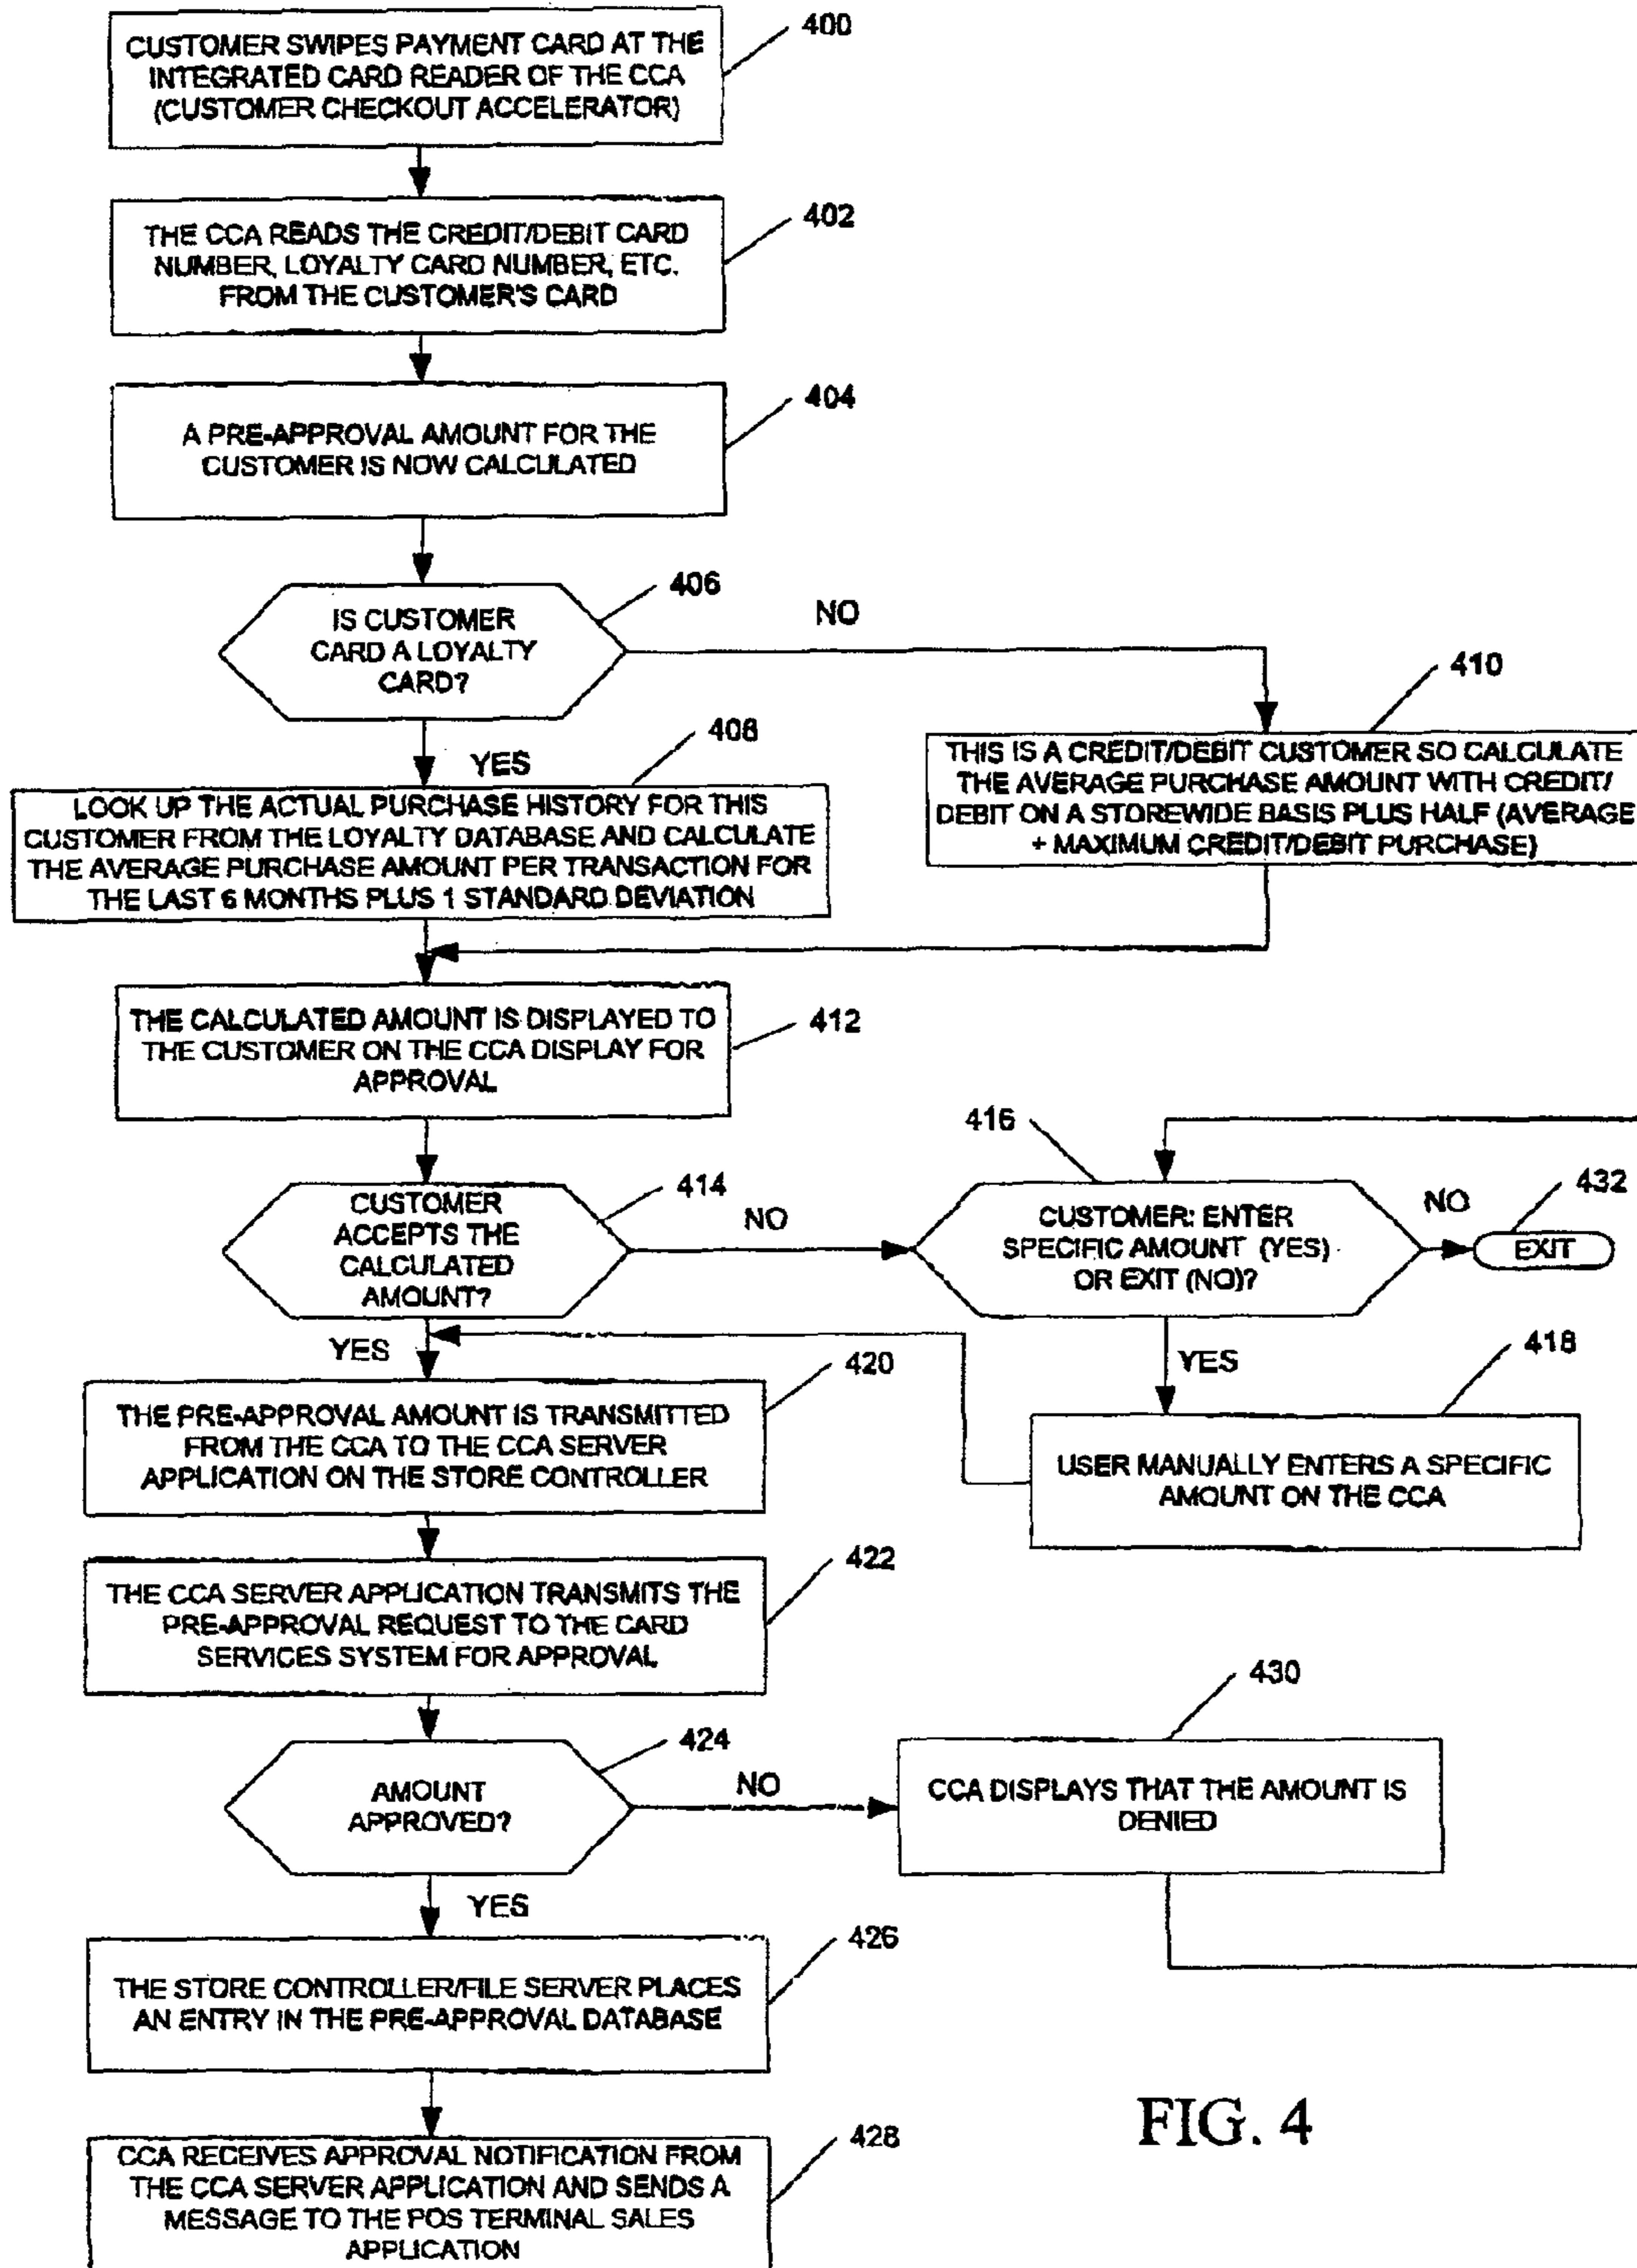 400
CUSTOMER SWIPES PAYMENT CARD AT THE
INTEGRATED CARD READER OF THE CCA
(CUSTOMER CHECKOUT ACCELERATOR)
402
THE CCA READS THE CREDIT/DEBIT CARD
NUMBER, LOYALTY CARD NUMBER, ETC.
FROM THE CUSTOMER'S CARD
404
A PRE-APPROVAL AMOUNT FOR THE
CUSTOMER IS NOW CALCULATED
406
IS CUSTOMER
CARD A LOYALTY
CARD?
NO
YES
408
LOOK UP THE ACTUAL PURCHASE HISTORY FOR THIS
CUSTOMER FROM THE LOYALTY DATABASE AND CALCULATE
THE AVERAGE PURCHASE AMOUNT PER TRANSACTION FOR
THE LAST 6 MONTHS PLUS 1 STANDARD DEVIATION
410
THIS IS A CREDIT/DEBIT CUSTOMER SO CALCULATE
THE AVERAGE PURCHASE AMOUNT WITH CREDIT/
DEBIT ON A STOREWIDE BASIS PLUS HALF (AVERAGE
+ MAXIMUM CREDIT/DEBIT PURCHASE)
412
THE CALCULATED AMOUNT IS DISPLAYED TO
THE CUSTOMER ON THE CCA DISPLAY FOR
APPROVAL
414
CUSTOMER
ACCEPTS THE
CALCULATED
AMOUNT?
NO
YES
416
CUSTOMER: ENTER
SPECIFIC AMOUNT (YES)
OR EXIT (NO)?
NO
432
EXIT
YES
418
USER MANUALLY ENTERS A SPECIFIC
AMOUNT ON THE CCA
420
THE PRE-APPROVAL AMOUNT IS TRANSMITTED
FROM THE CCA TO THE CCA SERVER
APPLICATION ON THE STORE CONTROLLER
422
THE CCA SERVER APPLICATION TRANSMITS THE
PRE-APPROVAL REQUEST TO THE CARD
SERVICES SYSTEM FOR APPROVAL
424
AMOUNT
APPROVED?
NO
YES
430
CCA DISPLAYS THAT THE AMOUNT IS
DENIED
426
THE STORE CONTROLLER/FILE SERVER PLACES
AN ENTRY IN THE PRE-APPROVAL DATABASE
428
CCA RECEIVES APPROVAL NOTIFICATION FROM
THE CCA SERVER APPLICATION AND SENDS A
MESSAGE TO THE POS TERMINAL SALES
APPLICATION
FIG. 4